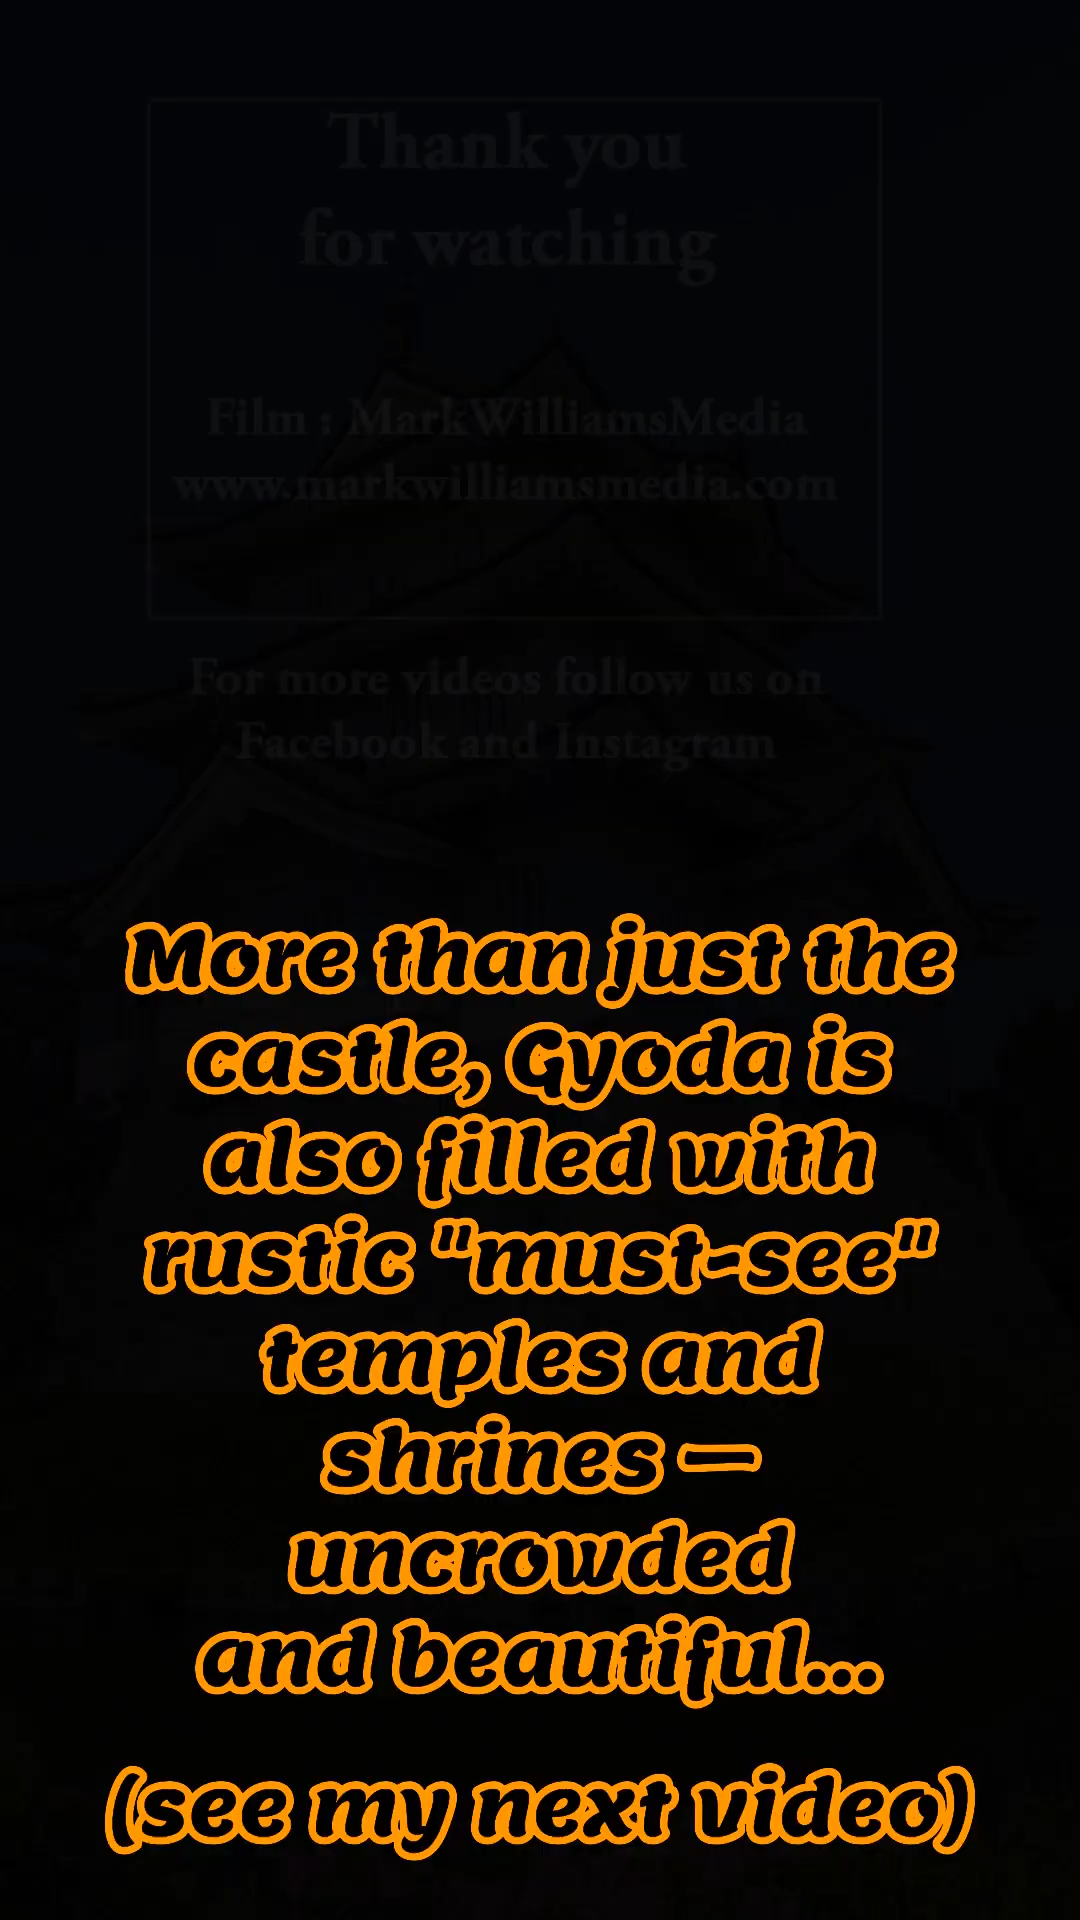 Thank you
for watching
Film : MarkWilliamsMedia
www.markwilliamsmedia.com
For more videos follow us on
Facebook and Instagram
More than just the
castle, Gyoda is
also filled with
rustic "must-see"
temples and
shrines —
uncrowded
and beautiful...
(see my next video)